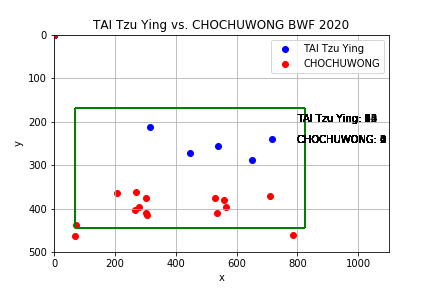 TAI Tzu Ying vs. CHOCHUWONG BWF 2020
TAI Tzu Ying
CHOCHUWONG
0
100
200
300
400
500
y
TAI Tzu Ying:
CHOCHUWONG:
0
200
400
600
800
1000
x